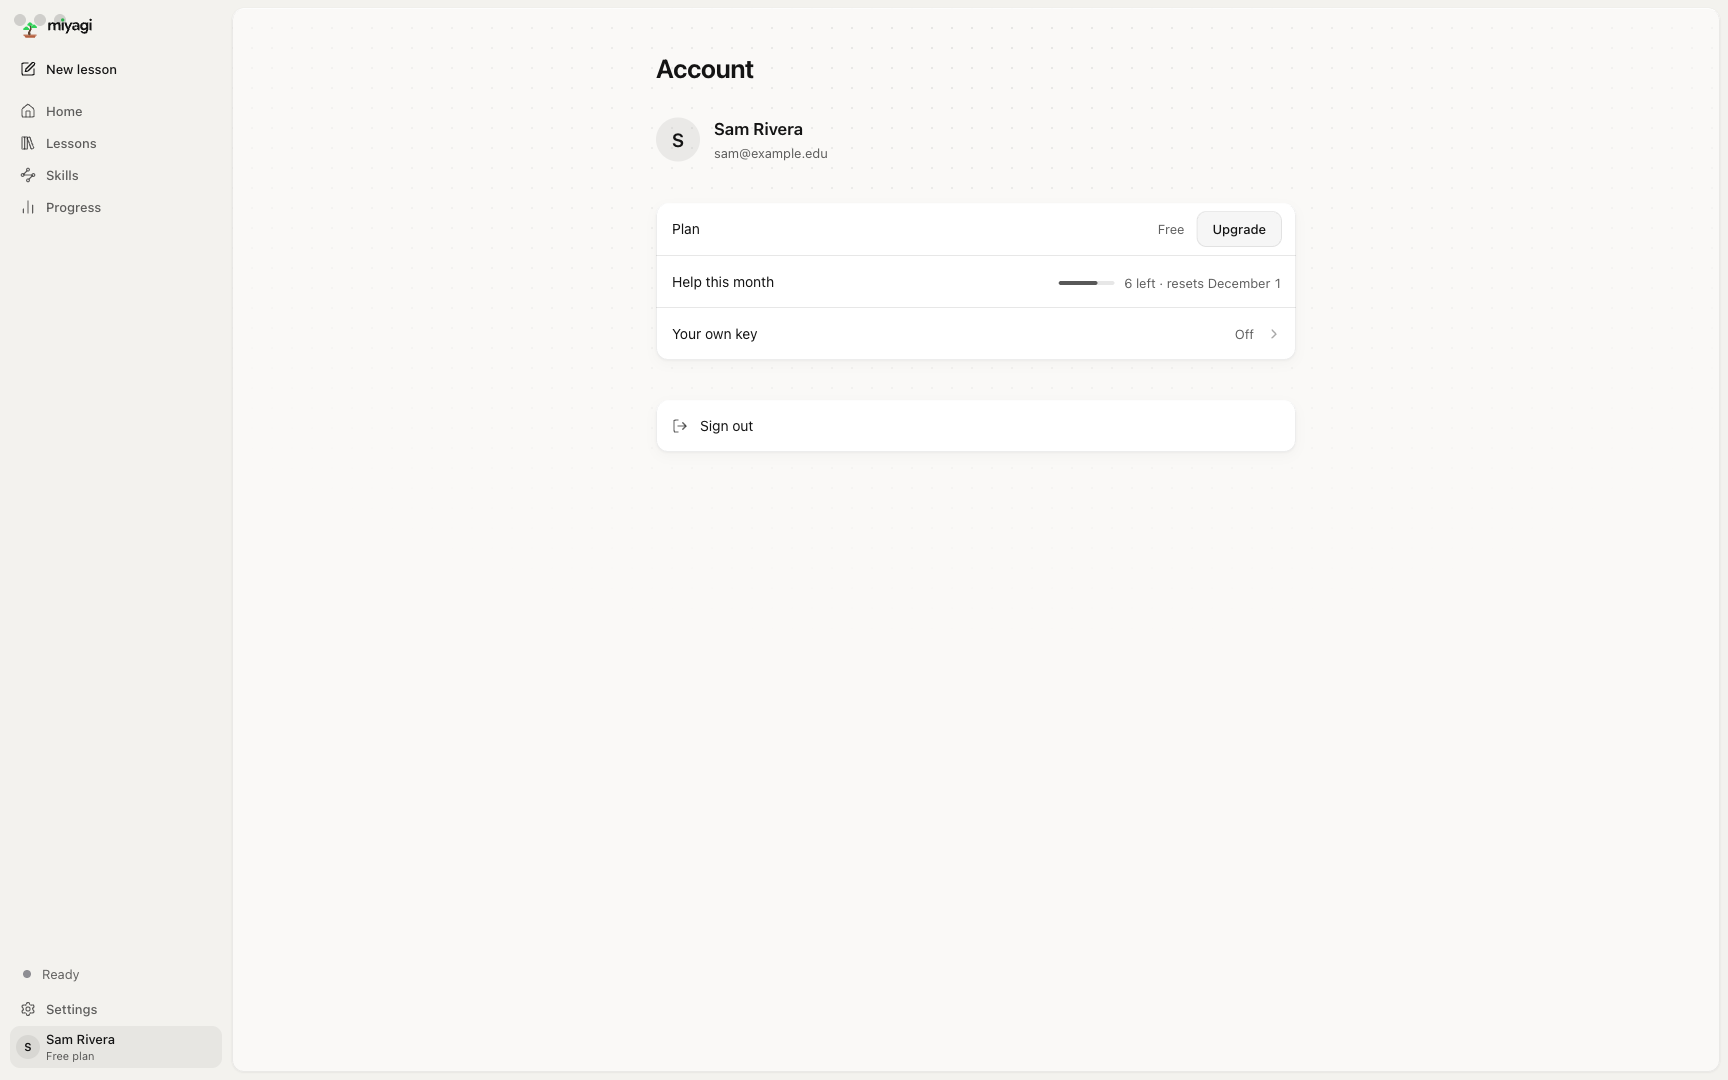 miyagi
New lesson
Home
Lessons
Skills
Progress
Ready
Settings
S
Sam Rivera
Free plan
Account
S
Sam Rivera
sam@example.edu
Plan
Free
Upgrade
Help this month
6 left · resets December 1
Your own key
Off
Sign out